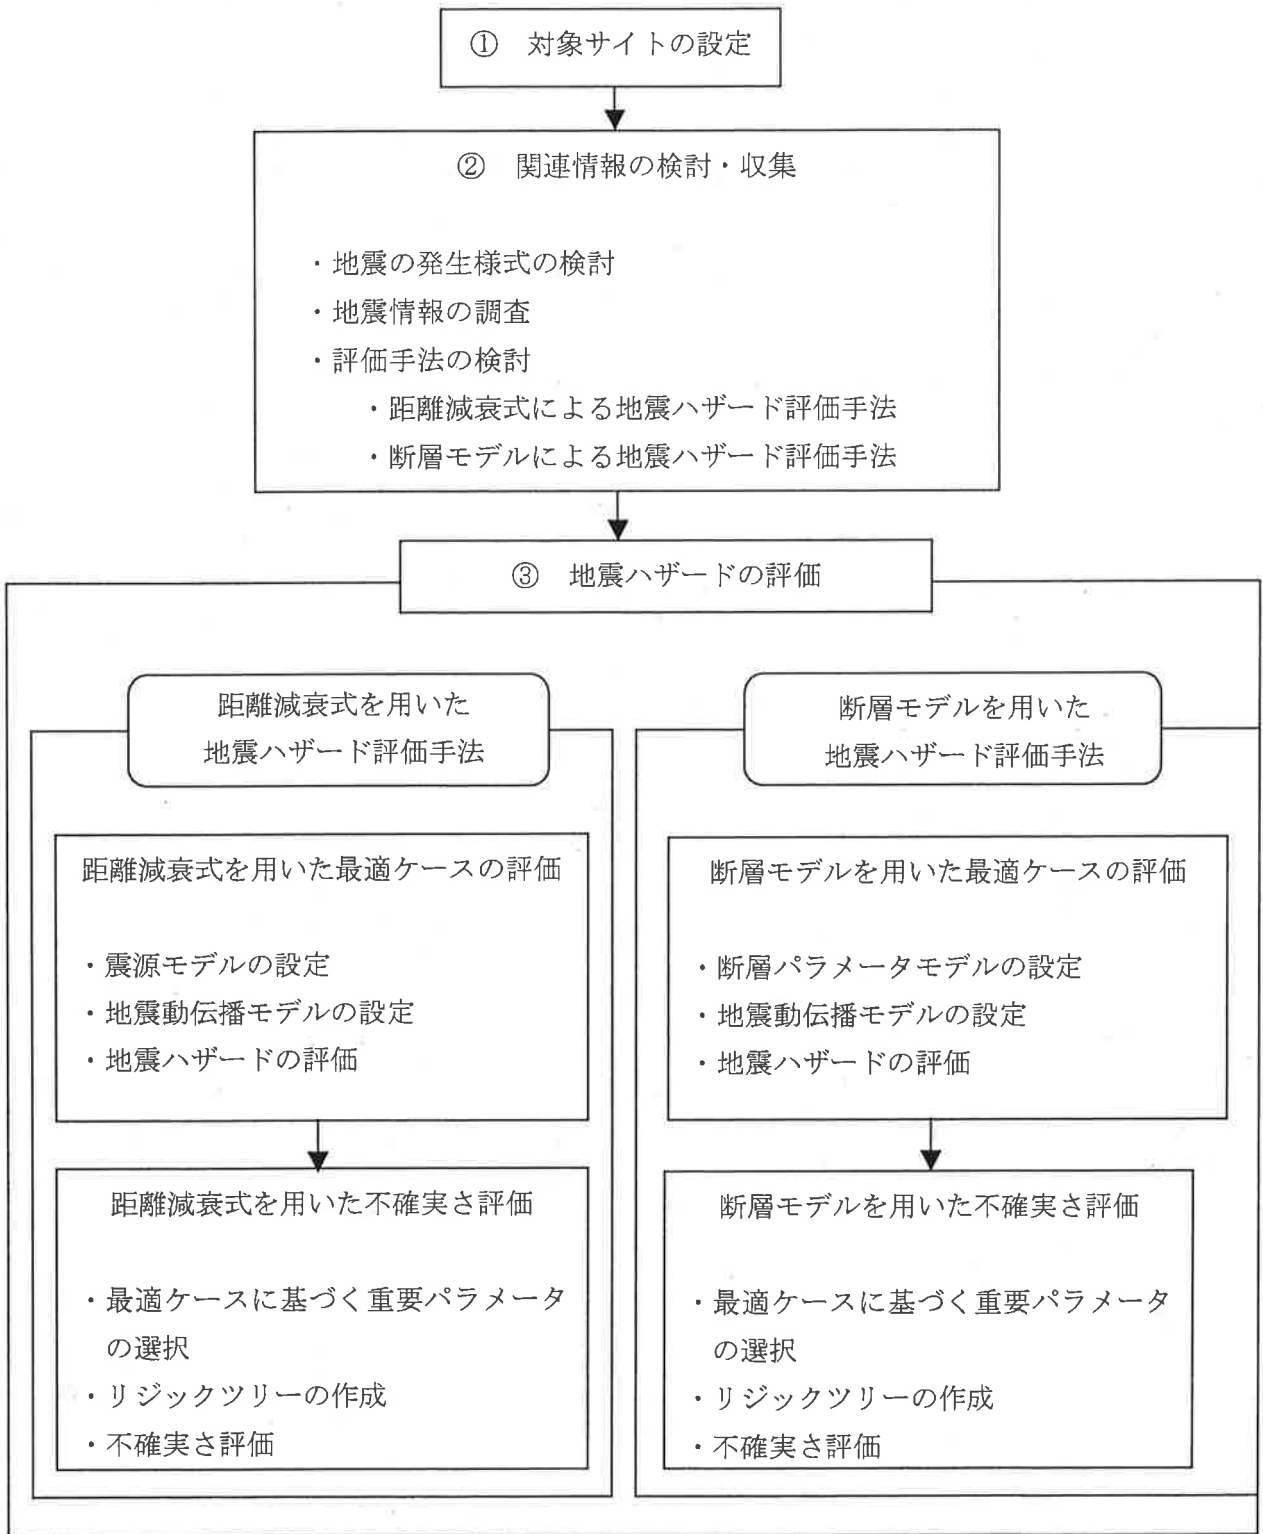 ① 対象サイトの設定
② 関連情報の検討・収集
・地震の発生様式の検討
・地震情報の調査
・評価手法の検討
・距離減衰式による地震ハザード評価手法
・断層モデルによる地震ハザード評価手法
③ 地震ハザードの評価
距離減衰式を用いた
地震ハザード評価手法
距離減衰式を用いた最適ケースの評価
・震源モデルの設定
・地震動伝播モデルの設定
・地震ハザードの評価
距離減衰式を用いた不確実さ評価
・最適ケースに基づく重要パラメータ
の選択
・リジックツリーの作成
・不確実さ評価
断層モデルを用いた
地震ハザード評価手法
断層モデルを用いた最適ケースの評価
・断層パラメータモデルの設定
・地震動伝播モデルの設定
・地震ハザードの評価
断層モデルを用いた不確実さ評価
・最適ケースに基づく重要パラメータ
の選択
・リジックツリーの作成
・不確実さ評価